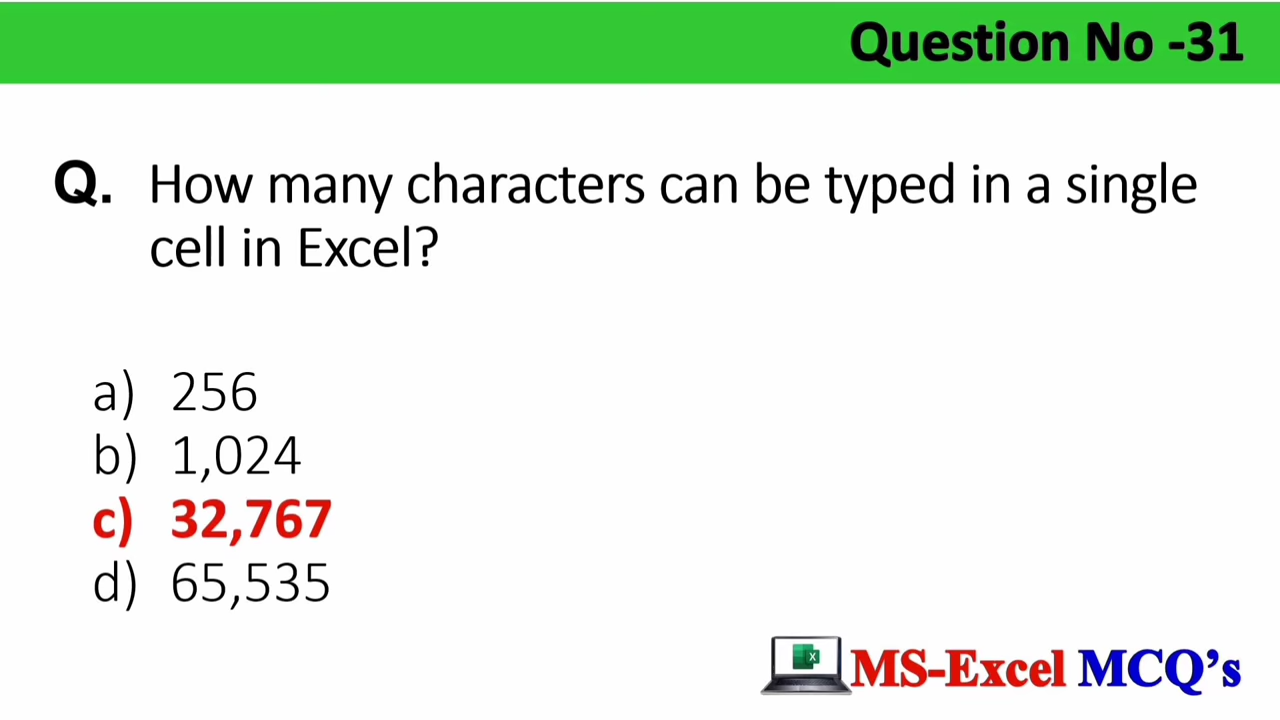 Question No -31
Q. How many characters can be typed in a single
cell in Excel?
a) 256
b) 1,024
c) 32,767
d) 65,535
MS-Excel MCQ’s